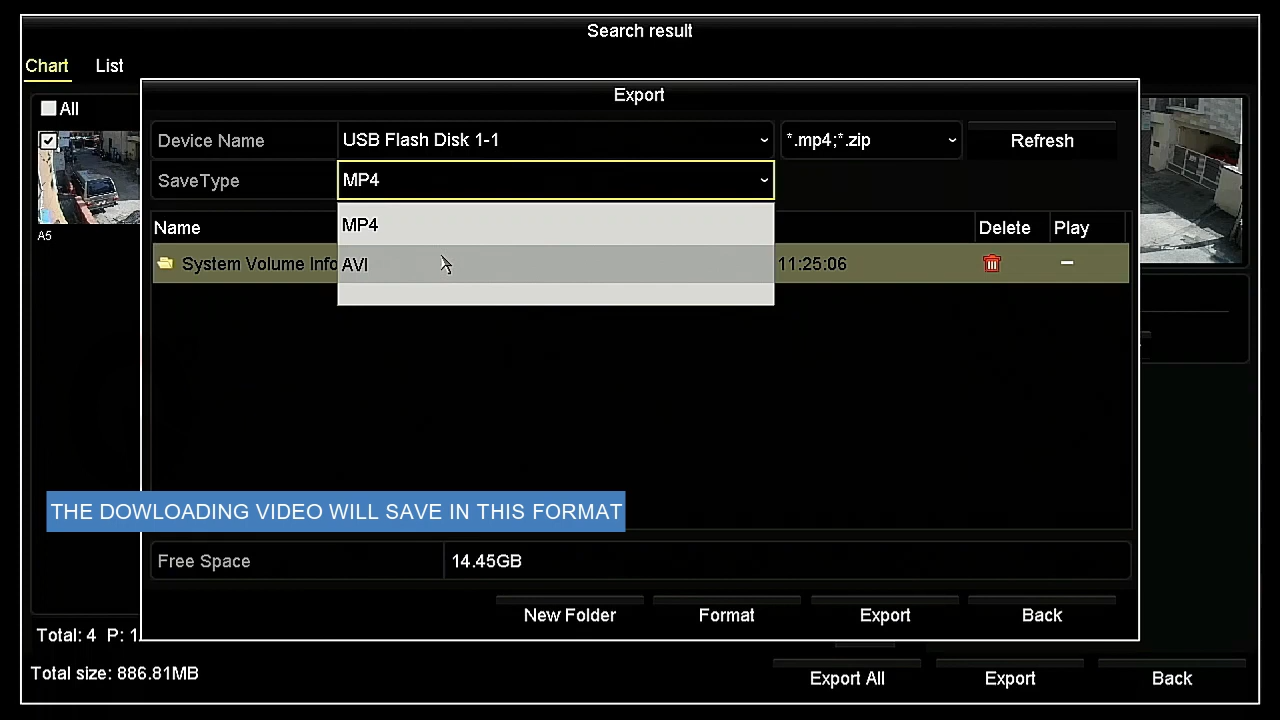 Search result
Chart List
All
Export
Device Name USB Flash Disk 1-1 *.mp4;*.zip Refresh
SaveType MP4
Name Delete Play
MP4
System Volume Info 11:25:06
AVI
A5
THE DOWLOADING VIDEO WILL SAVE IN THIS FORMAT
Free Space 14.45GB
New Folder Format Export Back
Total: 4 P: 1
Total size: 886.81MB
Export All Export Back